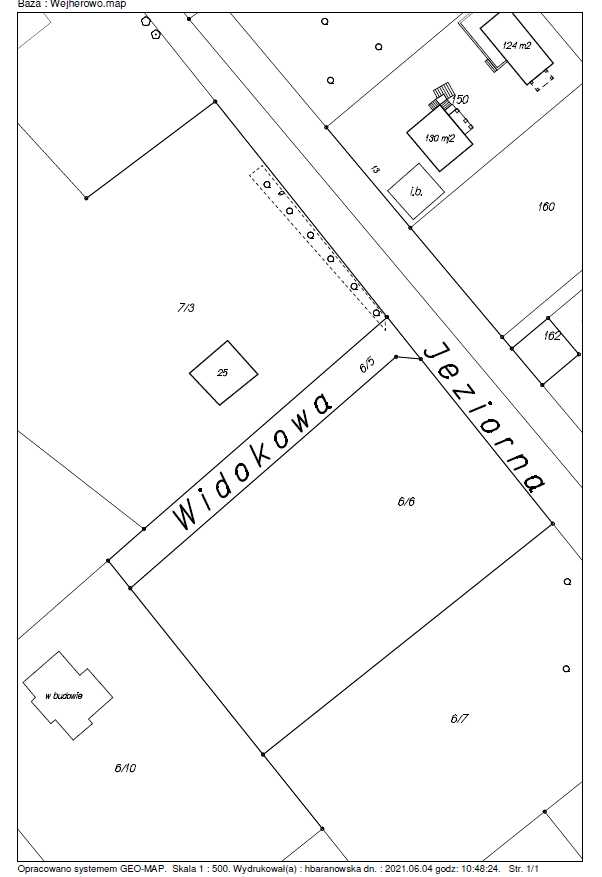 Baza : Wejherowo.map
124 m2
150
130 m2
13
i.b.
160
7/3
162
25
6/5
Jeziorna
Widokowa
6/6
w budowie
6/7
6/10
Opracowano systemem GEO-MAP. Skala 1 : 500. Wydrukował(a) : hbaranowska dn. : 2021.06.04 godz: 10:48:24. Str. 1/1